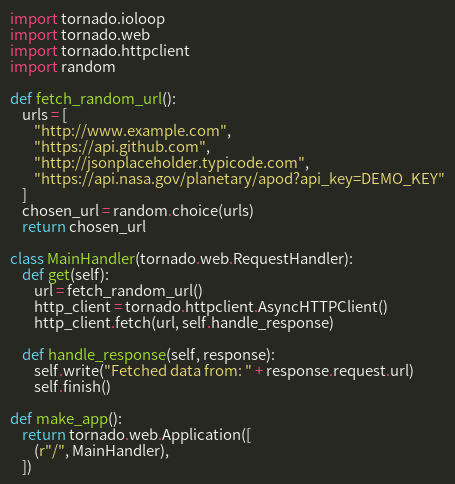 import tornado.ioloop
import tornado.web
import tornado.httpclient
import random

def fetch_random_url():
    urls = [
        "http://www.example.com",
        "https://api.github.com",
        "http://jsonplaceholder.typicode.com",
        "https://api.nasa.gov/planetary/apod?api_key=DEMO_KEY"
    ]
    chosen_url = random.choice(urls)
    return chosen_url

class MainHandler(tornado.web.RequestHandler):
    def get(self):
        url = fetch_random_url()
        http_client = tornado.httpclient.AsyncHTTPClient()
        http_client.fetch(url, self.handle_response)

    def handle_response(self, response):
        self.write("Fetched data from: " + response.request.url)
        self.finish()

def make_app():
    return tornado.web.Application([
        (r"/", MainHandler),
    ])